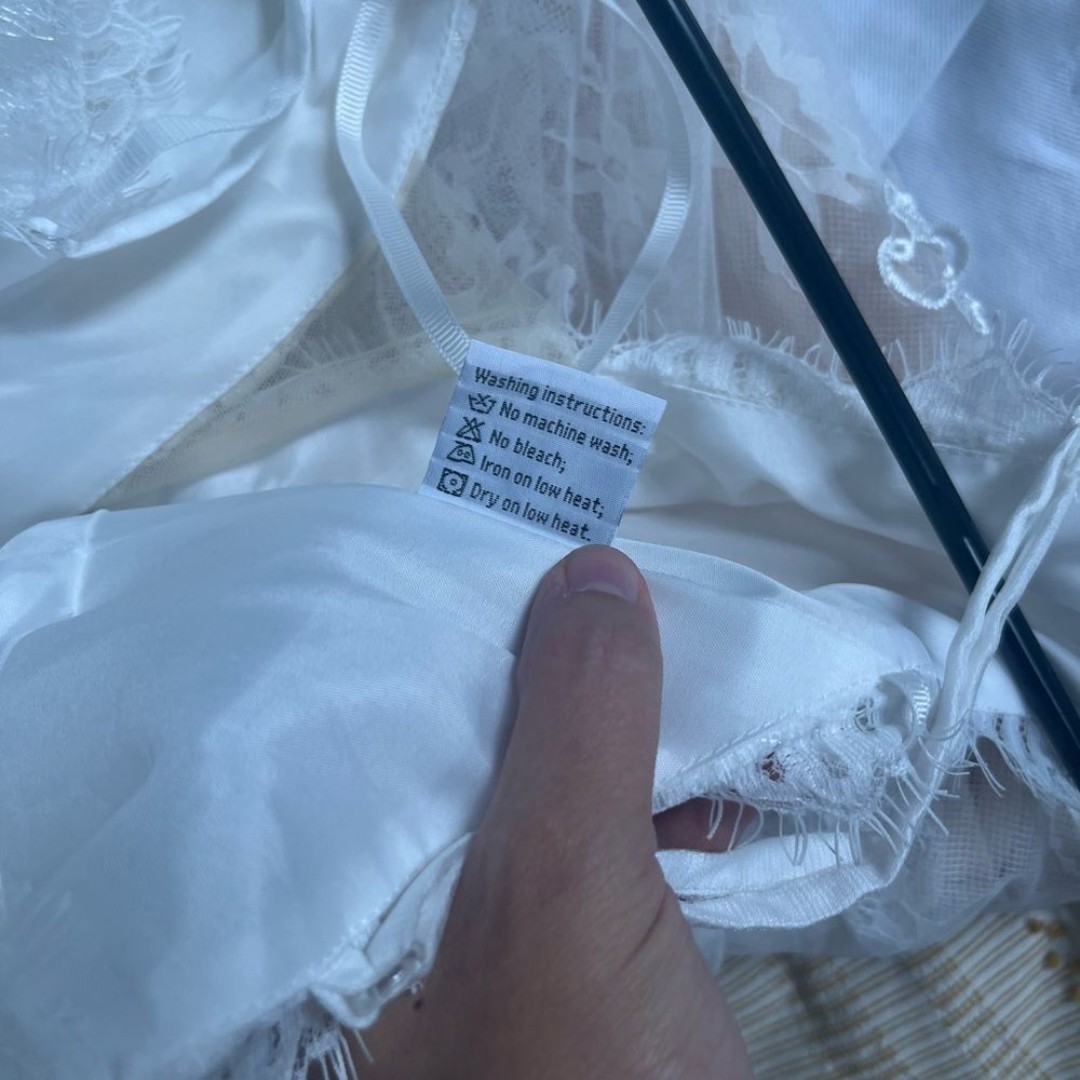 Washing instructions:
No machine wash;
No bleach;
Iron on low heat;
Dry on low heat.